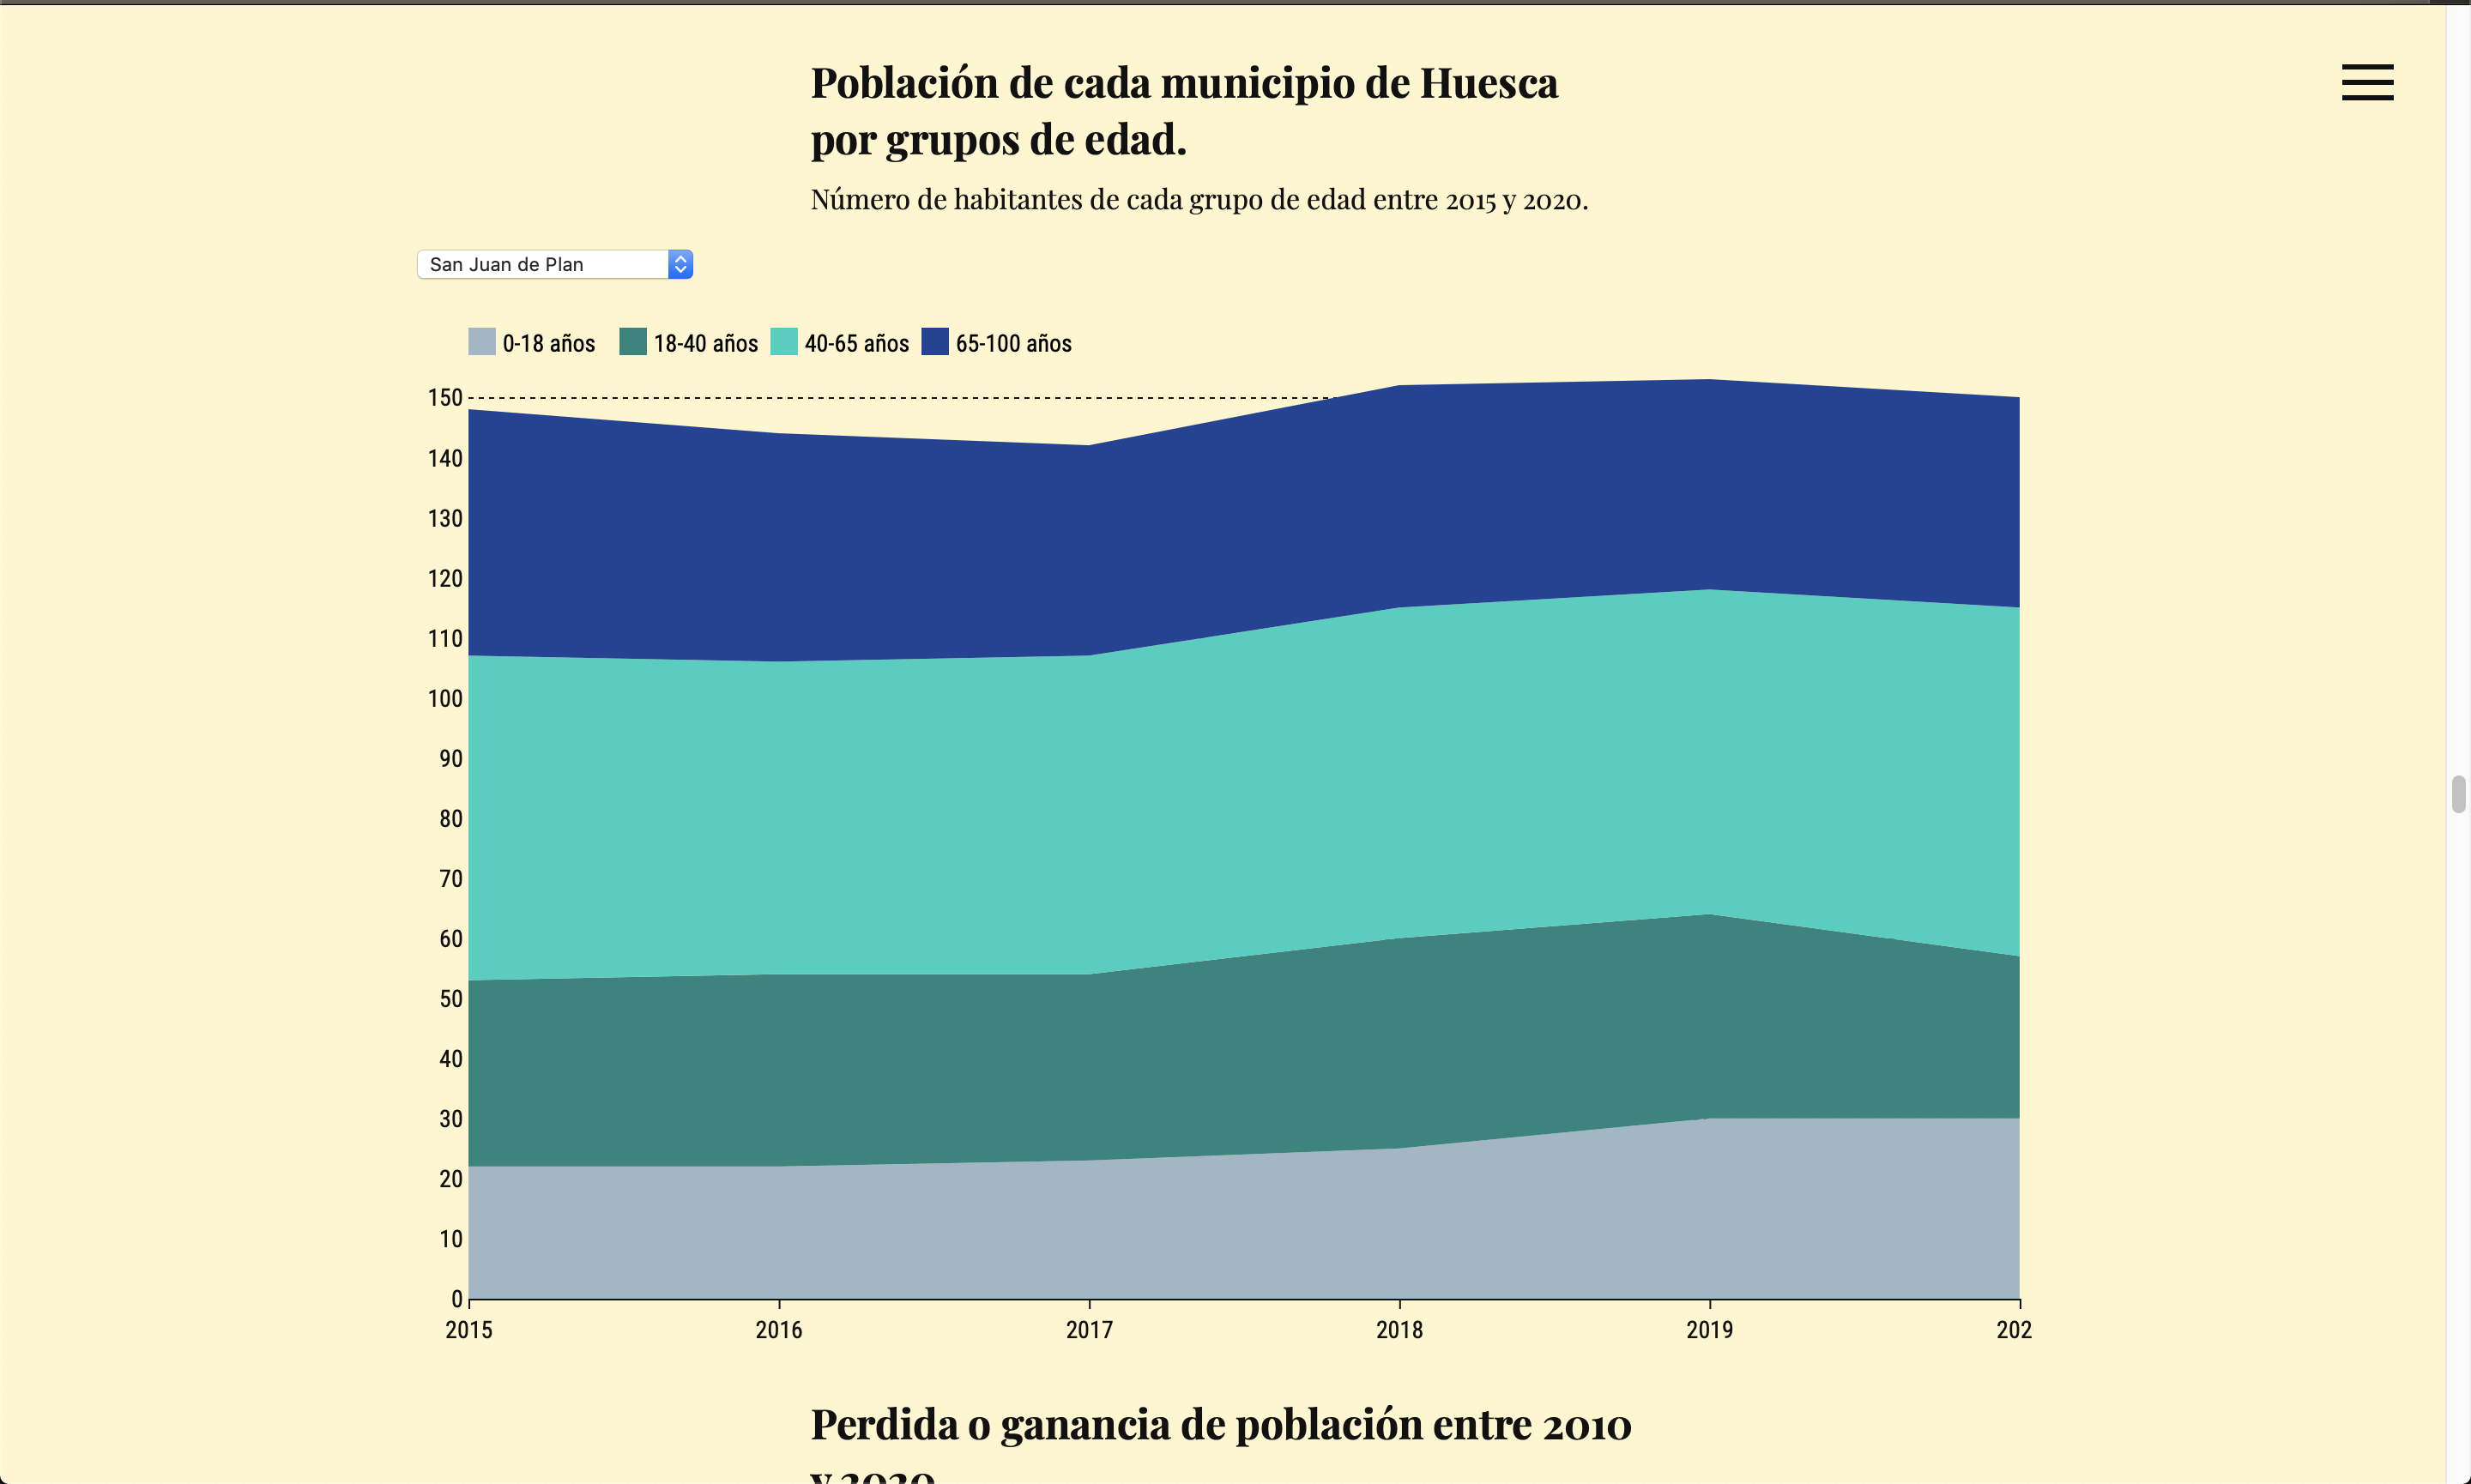 Población de cada municipio de Huesca
por grupos de edad.
Número de habitantes de cada grupo de edad entre 2015 y 2020.
San Juan de Plan
0-18 años 18-40 años 40-65 años 65-100 años
150
140
130
120
110
100
90
80
70
60
50
40
30
20
10
0
2015 2016 2017 2018 2019 202
Perdida o ganancia de población entre 2010
y 2020